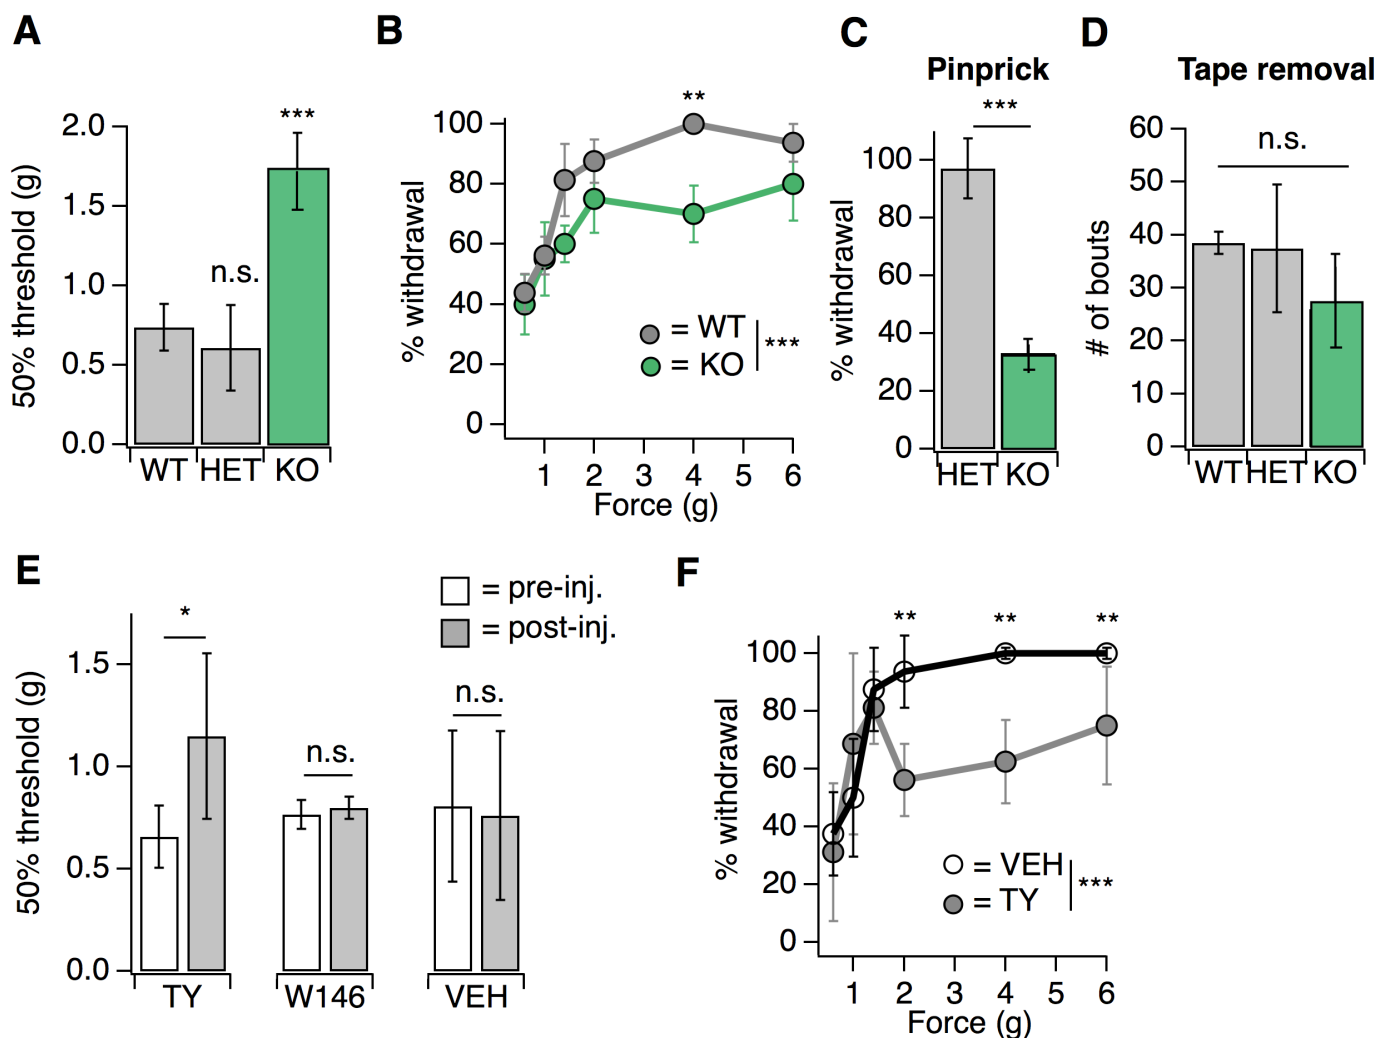 A
50% threshold (g)
2.0
1.5
1.0
0.5
0.0
n.s.
***
WT HET KO
B
% withdrawal
100
80
60
40
20
0
**
= WT
= KO
***
1 2 3 4 5 6
Force (g)
C
Pinprick
***
% withdrawal
100
80
60
40
20
0
HET KO
D
Tape removal
n.s.
# of bouts
60
50
40
30
20
10
0
WT HET KO
E
= pre-inj.
= post-inj.
50% threshold (g)
1.5
1.0
0.5
0.0
*
n.s.
n.s.
TY W146 VEH
F
% withdrawal
100
80
60
40
20
0
** ** **
= VEH
= TY
***
1 2 3 4 5 6
Force (g)